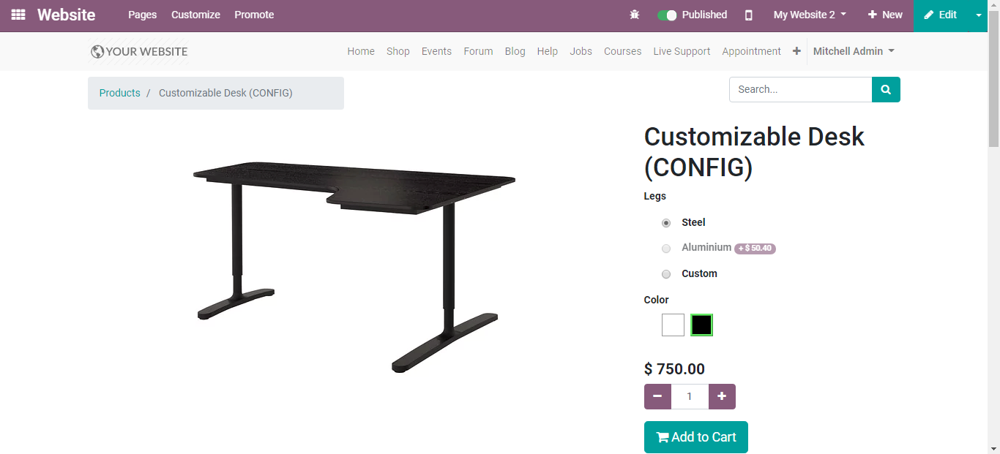 Website Pages Customize Promote Published My Website 2 New Edit
YOUR WEBSITE Home Shop Events Forum Blog Help Jobs Courses Live Support Appointment Mitchell Admin
Products / Customizable Desk (CONFIG) Search...
Customizable Desk
(CONFIG)
Legs
Steel
Aluminium + $ 50.40
Custom
Color
$ 750.00
1
Add to Cart